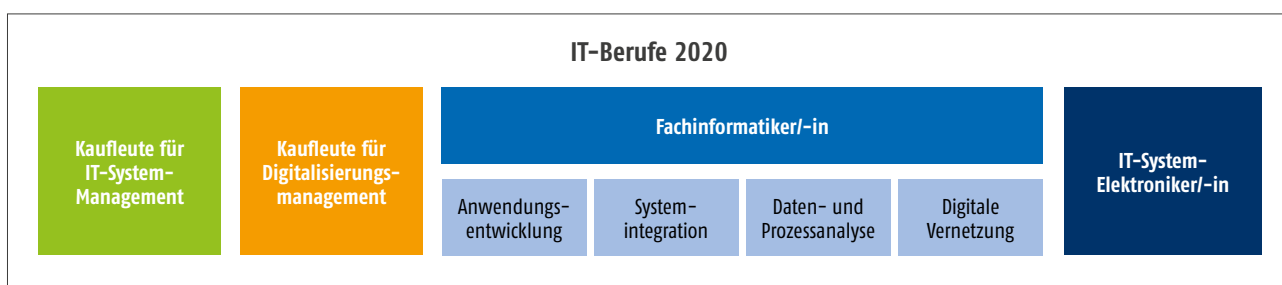 IT-Berufe 2020
Kaufleute für
IT-System-
Management
Kaufleute für
Digitalisierungs-
management
Fachinformatiker/-in
Anwendungs-
entwicklung
System-
integration
Daten- und
Prozessanalyse
Digitale
Vernetzung
IT-System-
Elektroniker/-in